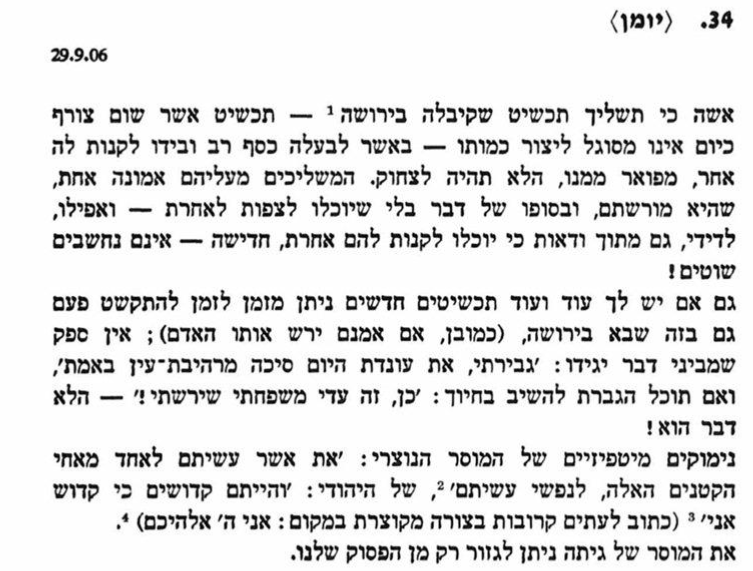 34. ⟨יומן⟩
29.9.06
אשה כי תשליך תכשיט שקיבלה בירושה ¹ — תכשיט אשר שום צורף
כיום אינו מסוגל ליצור כמותו — באשר לבעלה כסף רב ובידו לקנות לה
אחר, מפואר ממנו, הלא תהיה לצחוק. המשליכים מעליהם אמונה אחת,
שהיא מורשתם, ובסופו של דבר בלי שיוכלו לצפות לאחרת — ואפילו,
לדידי, גם מתוך ודאות כי יוכלו לקנות להם אחרת, חדישה — אינם נחשבים
שוטים!
גם אם יש לך עוד ועוד תכשיטים חדשים ניתן מזמן לזמן להתקשט פעם
גם בזה שבא בירושה, (כמובן, אם אמנם ירש אותו האדם); אין ספק
שמביני דבר יגידו: 'גבירתי, את עונדת היום סיכה מרהיבת־עין באמת',
ואם תוכל הגברת להשיב בחיוך: 'כן, זה עדי משפחתי שירשתי!' — הלא
דבר הוא!
נימוקים מיטפיזיים של המוסר הנוצרי: 'את אשר עשיתם לאחד מאחי
הקטנים האלה, לנפשי עשיתם' ², של היהודי: 'והייתם קדושים כי קדוש
אני' ³ (כתוב לעתים קרובות בצורה מקוצרת במקום: אני ה' אלהיכם) ⁴.
את המוסר של גיתה ניתן לגזור רק מן הפסוק שלנו.